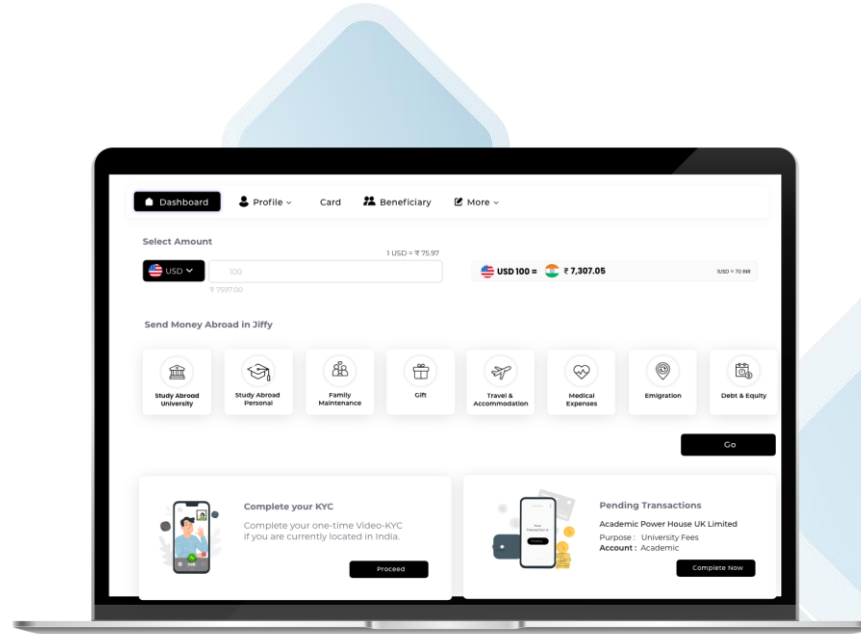 Dashboard
Profile
Card
Beneficiary
More
Select Amount
1 USD = ₹ 75.97
USD
100
₹ 7597.00
USD 100 =
₹ 7,307.05
1USD = 70 INR
Send Money Abroad in Jiffy
Study Abroad
University
Study Abroad
Personal
Family
Maintenance
Gift
Travel &
Accommodation
Medical
Expenses
Emigration
Debt & Equity
Go
Complete your KYC
Complete your one-time Video-KYC
if you are currently located in India.
Proceed
Pending Transactions
Academic Power House UK Limited
Purpose : University Fees
Account : Academic
Complete Now